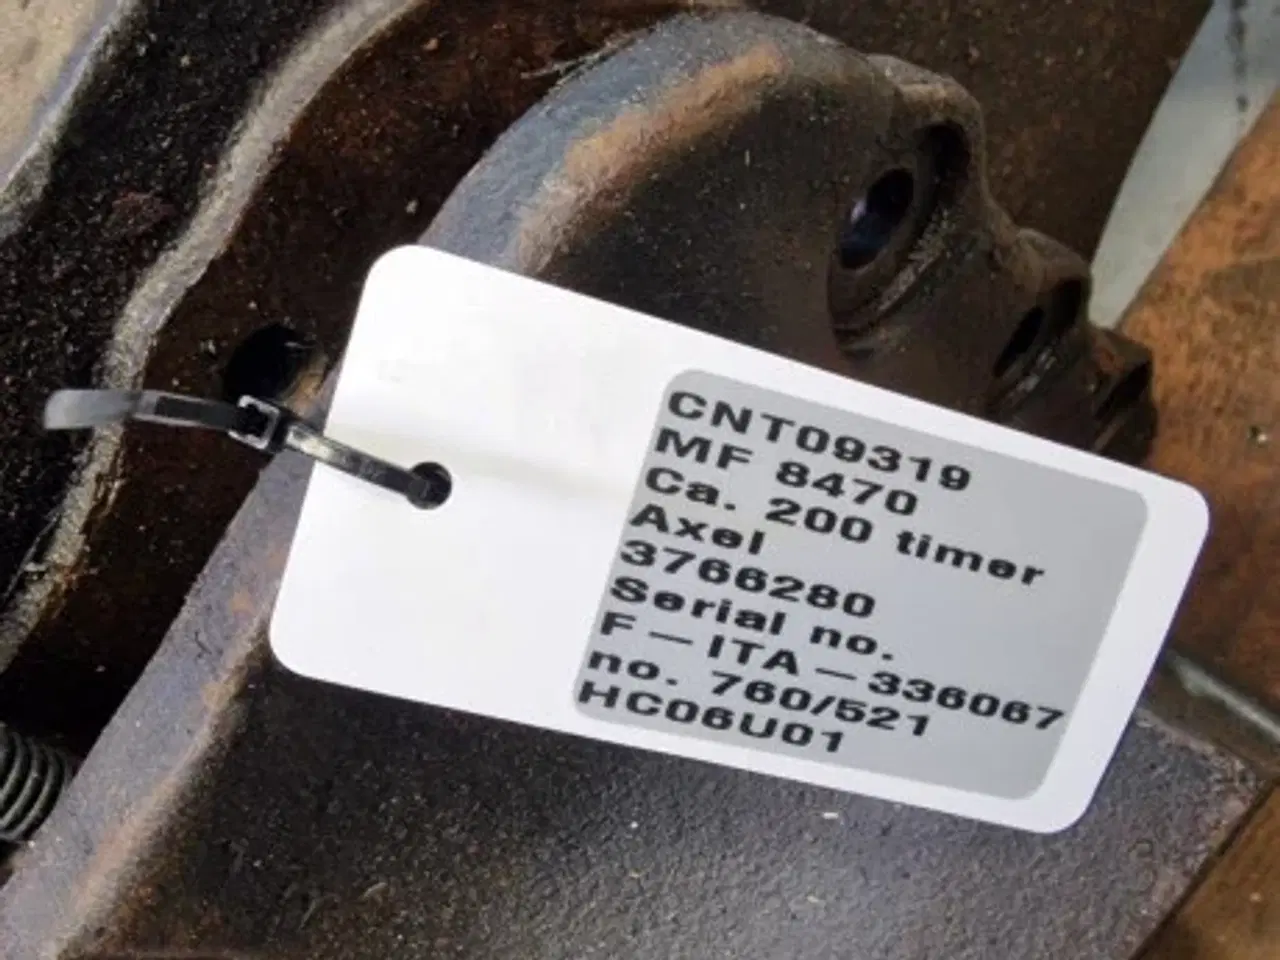 CNT09319
MF 8470
Ca. 200 timer
Axel
3766280
Serial no.
F – ITA – 336067
no. 760/521
HC06U01